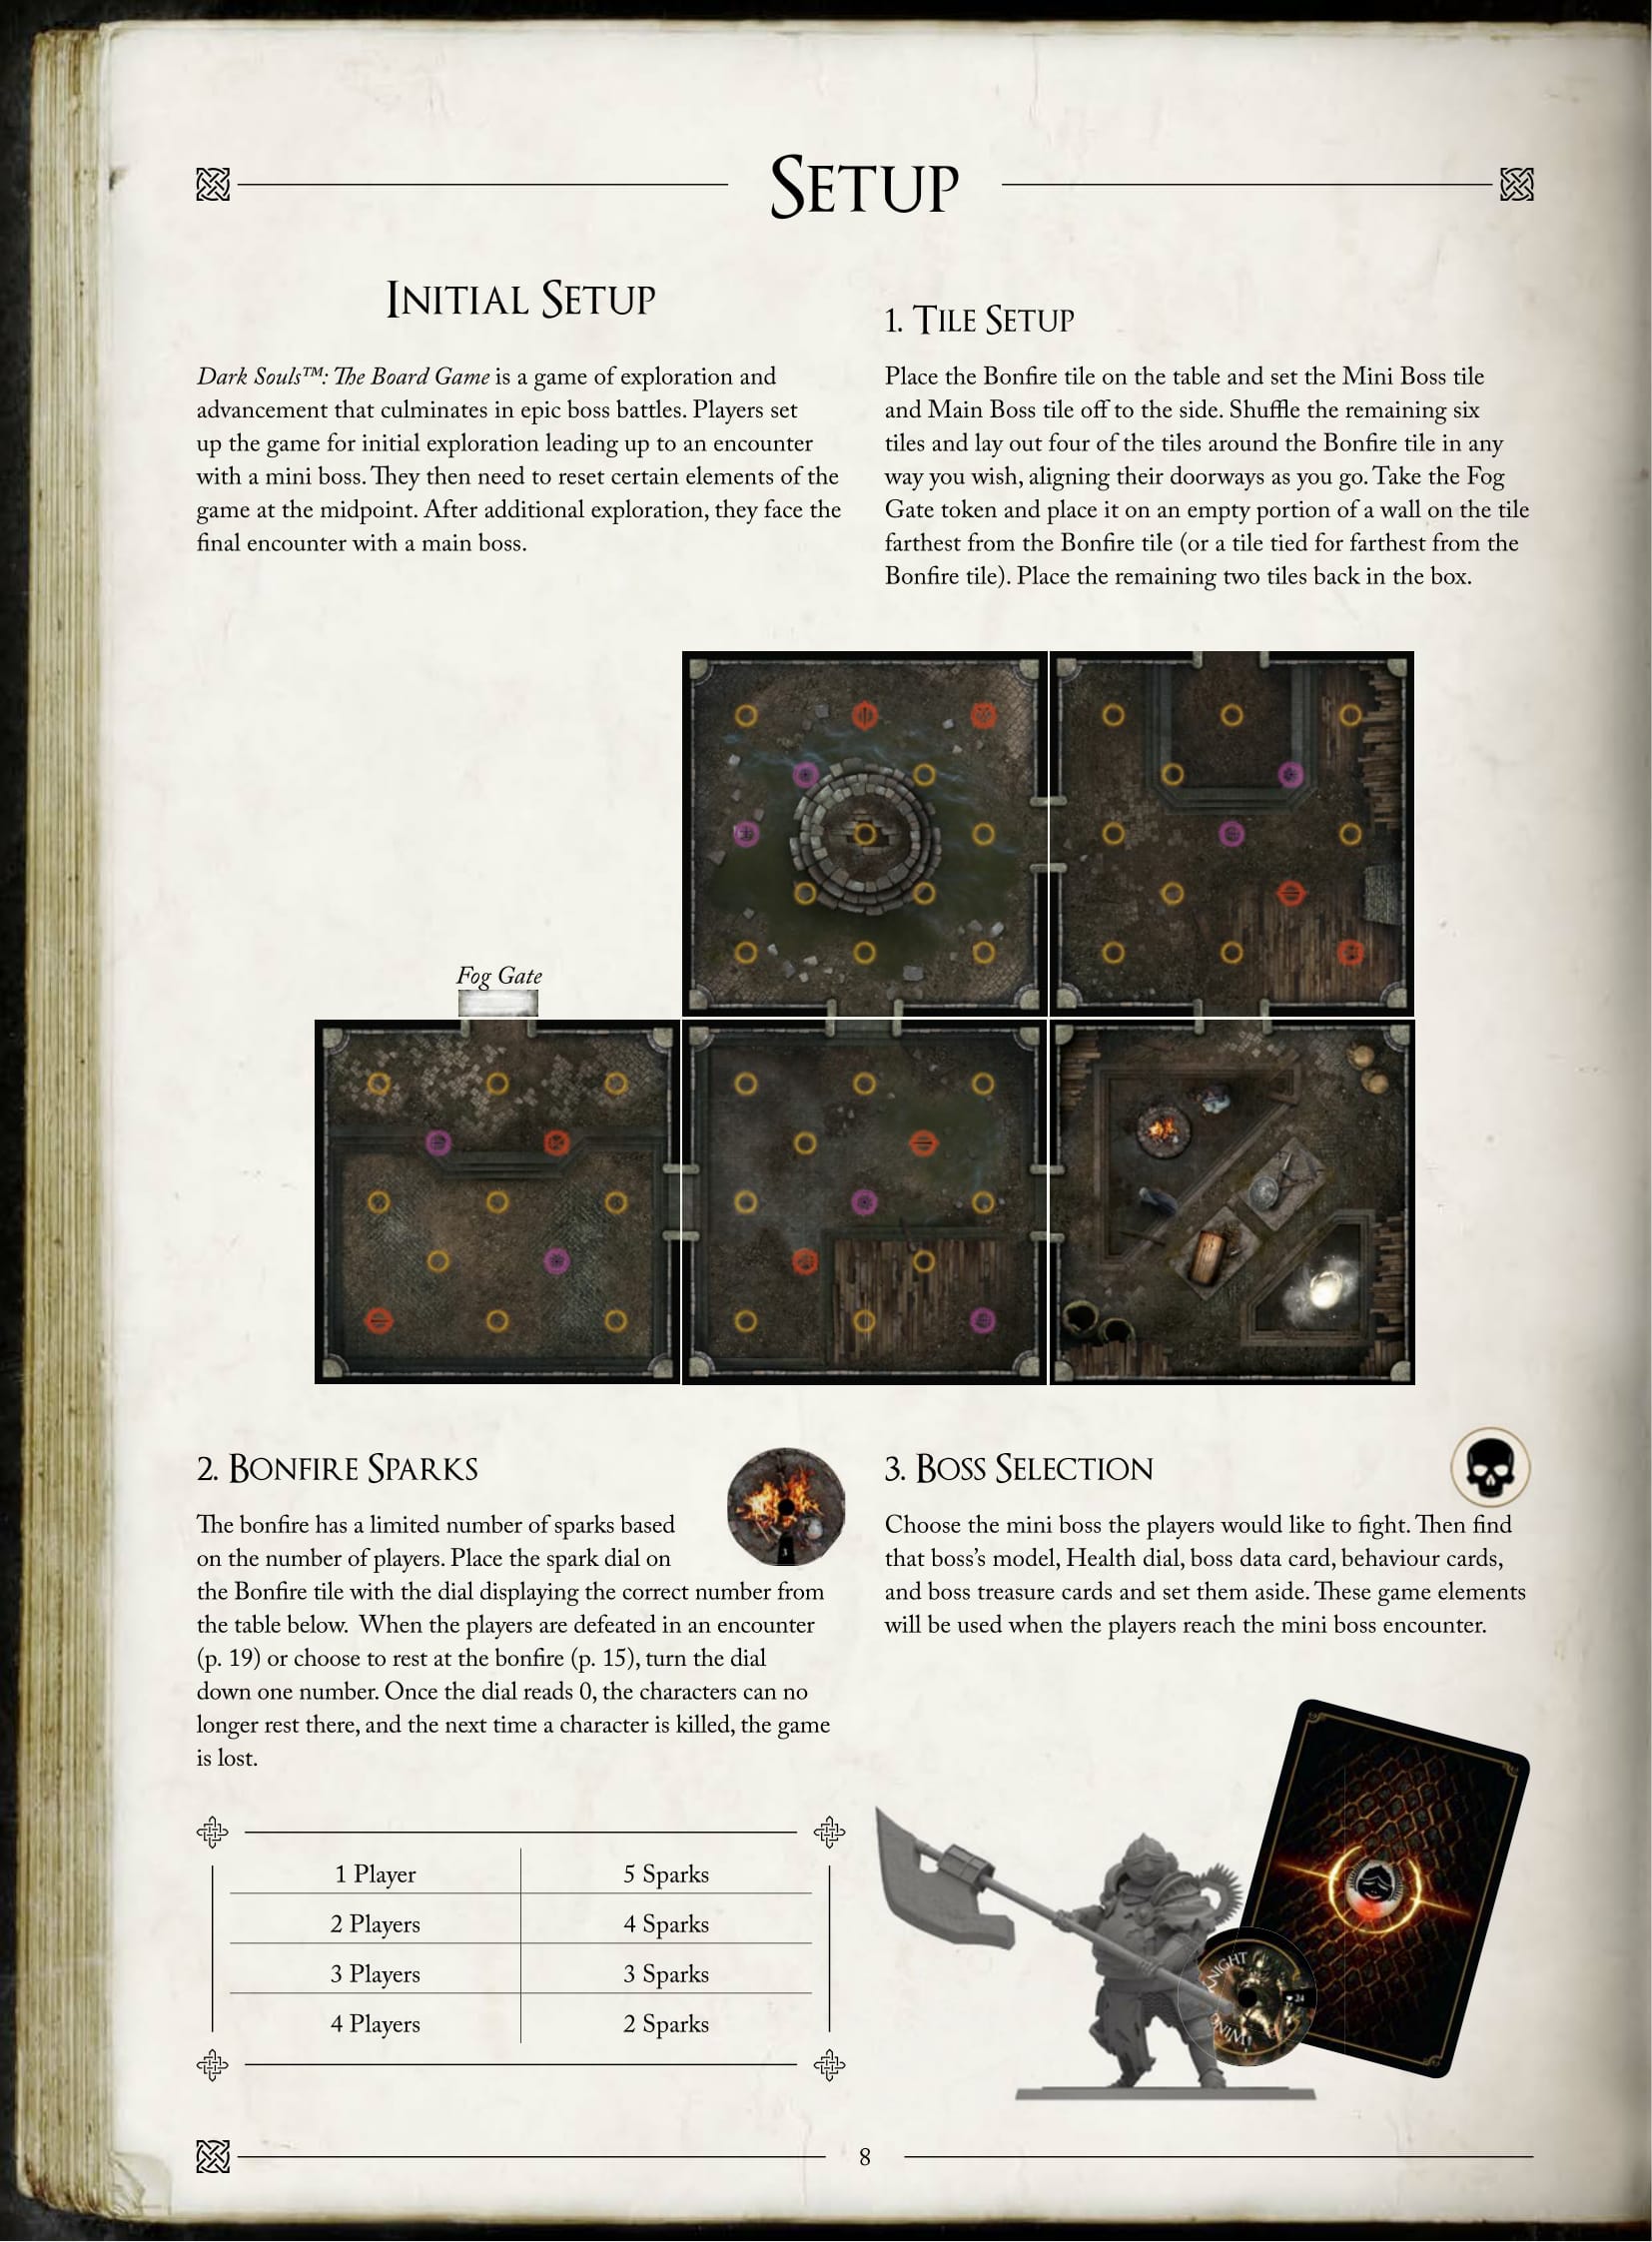 SETUP
INITIAL SETUP
Dark Souls™: The Board Game is a game of exploration and
advancement that culminates in epic boss battles. Players set
up the game for initial exploration leading up to an encounter
with a mini boss. They then need to reset certain elements of the
game at the midpoint. After additional exploration, they face the
final encounter with a main boss.
1. TILE SETUP
Place the Bonfire tile on the table and set the Mini Boss tile
and Main Boss tile off to the side. Shuffle the remaining six
tiles and lay out four of the tiles around the Bonfire tile in any
way you wish, aligning their doorways as you go. Take the Fog
Gate token and place it on an empty portion of a wall on the tile
farthest from the Bonfire tile (or a tile tied for farthest from the
Bonfire tile). Place the remaining two tiles back in the box.
Fog Gate
2. BONFIRE SPARKS
The bonfire has a limited number of sparks based
on the number of players. Place the spark dial on
the Bonfire tile with the dial displaying the correct number from
the table below. When the players are defeated in an encounter
(p. 19) or choose to rest at the bonfire (p. 15), turn the dial
down one number. Once the dial reads 0, the characters can no
longer rest there, and the next time a character is killed, the game
is lost.
3
1 Player 5 Sparks
2 Players 4 Sparks
3 Players 3 Sparks
4 Players 2 Sparks
3. BOSS SELECTION
Choose the mini boss the players would like to fight. Then find
that boss's model, Health dial, boss data card, behaviour cards,
and boss treasure cards and set them aside. These game elements
will be used when the players reach the mini boss encounter.
24
8